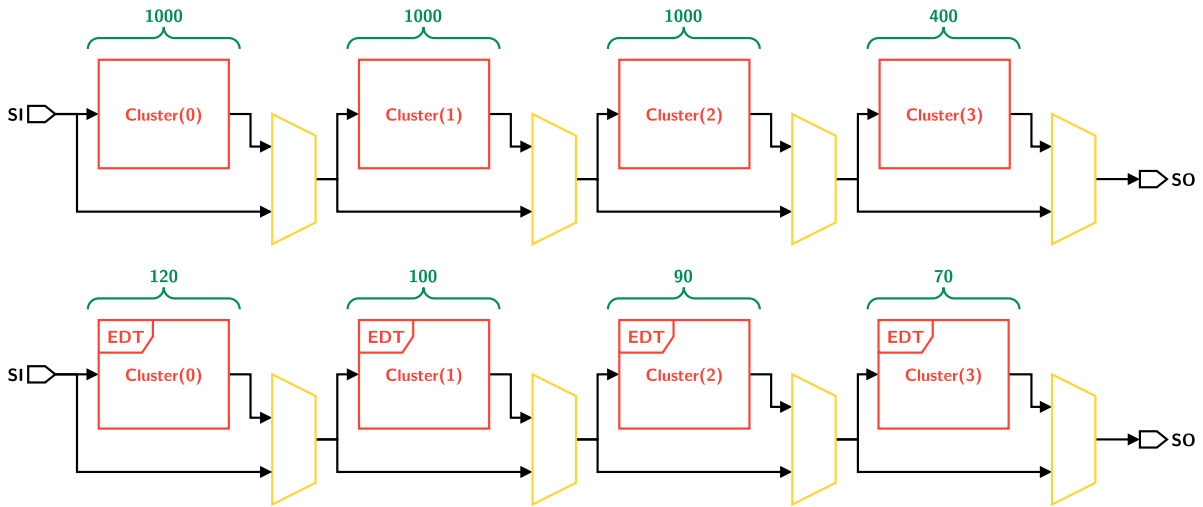 1000 1000 1000 400
SI Cluster(0) Cluster(1) Cluster(2) Cluster(3) SO
120 100 90 70
EDT EDT EDT EDT
SI Cluster(0) Cluster(1) Cluster(2) Cluster(3) SO